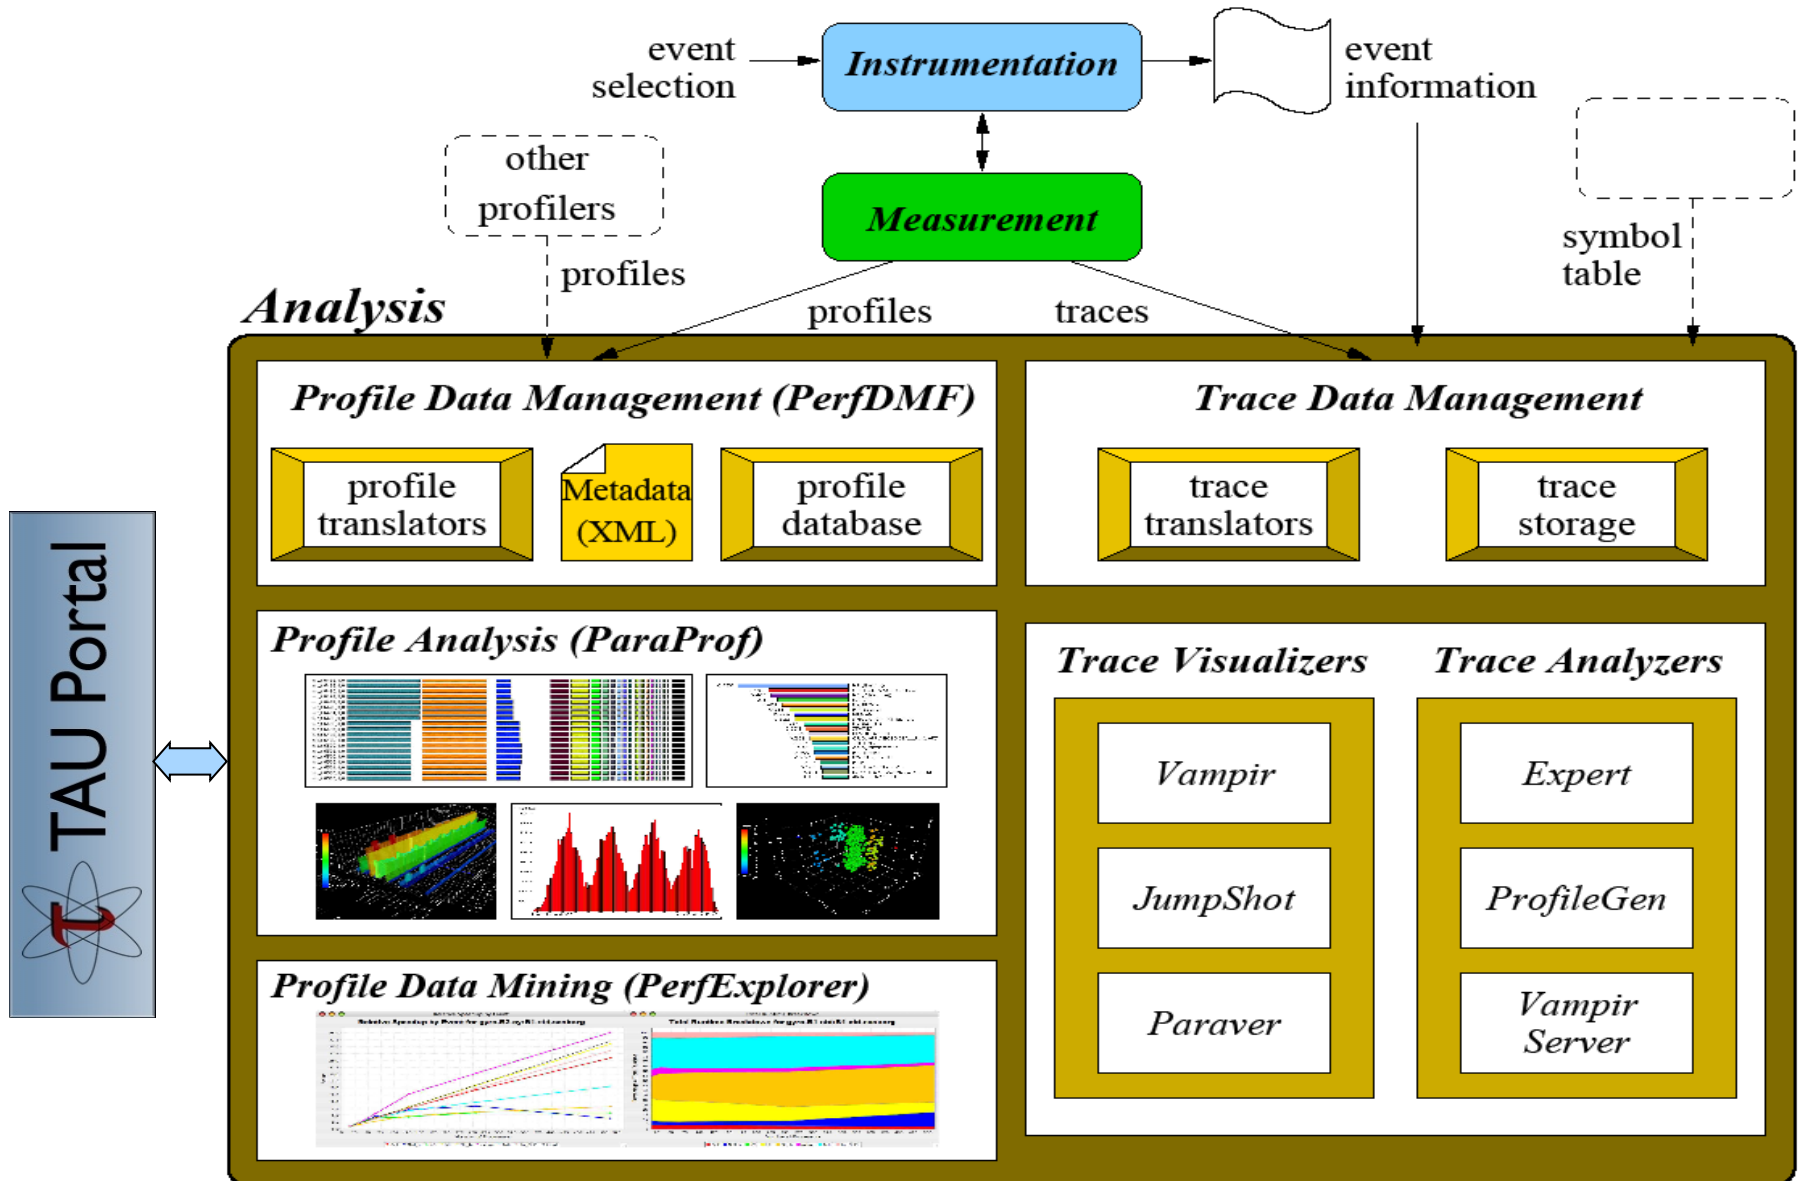 event
selection
Instrumentation
event
information
other
profilers
Measurement
profiles
symbol
table
profiles
traces
Analysis
Profile Data Management (PerfDMF)
profile
translators
Metadata
(XML)
profile
database
Trace Data Management
trace
translators
trace
storage
TAU Portal
Profile Analysis (ParaProf)
Trace Visualizers
Vampir
JumpShot
Paraver
Trace Analyzers
Expert
ProfileGen
Vampir
Server
Profile Data Mining (PerfExplorer)